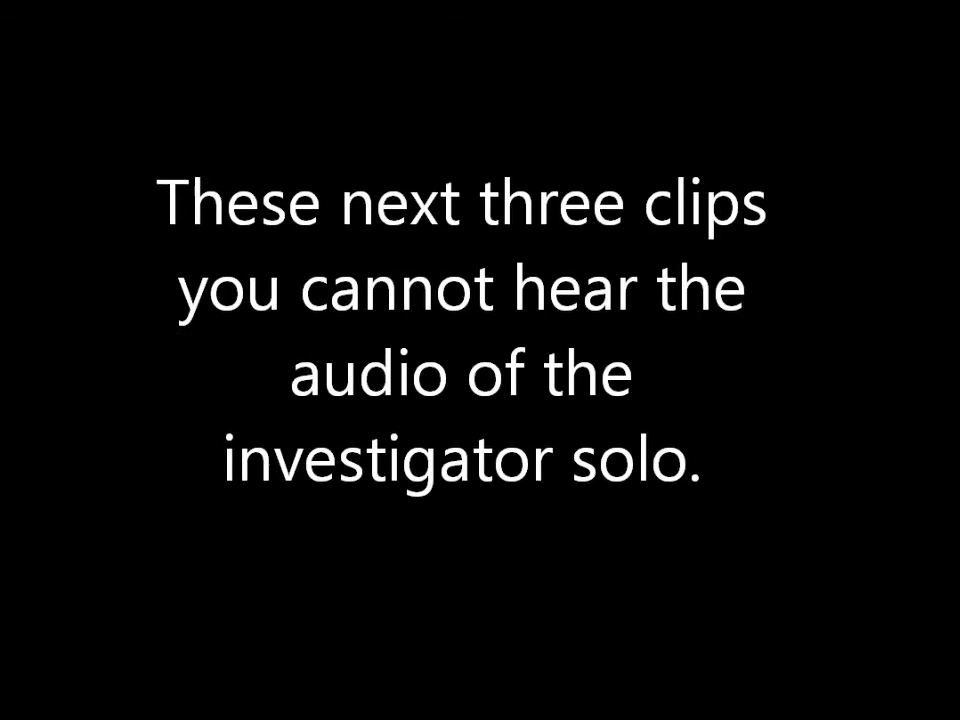 These next three clips
you cannot hear the
audio of the
investigator solo.